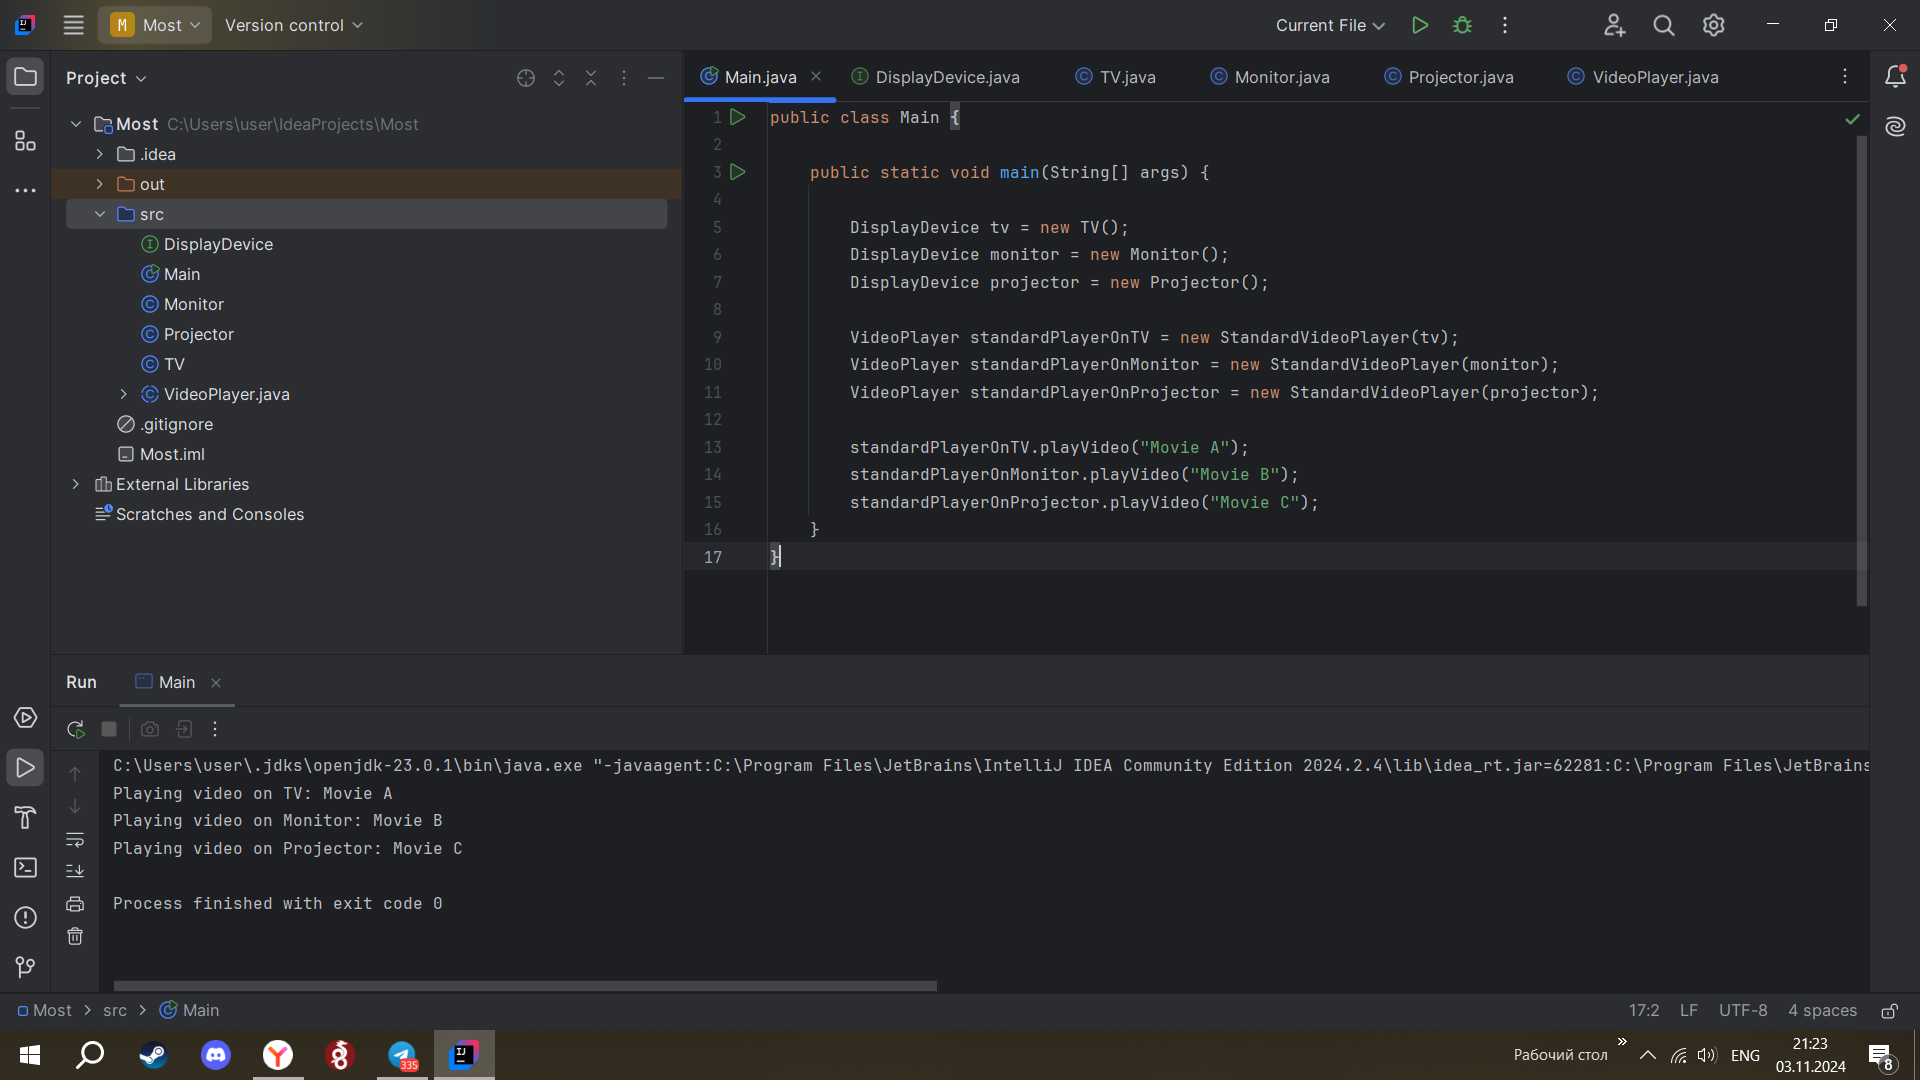 M Most Version control
Current File
Project
Main.java DisplayDevice.java TV.java Monitor.java Projector.java VideoPlayer.java
Most C:\Users\user\IdeaProjects\Most
.idea
out
src
DisplayDevice
Main
Monitor
Projector
TV
VideoPlayer.java
.gitignore
Most.iml
External Libraries
Scratches and Consoles
1 public class Main {
2
3 public static void main(String[] args) {
4
5 DisplayDevice tv = new TV();
6 DisplayDevice monitor = new Monitor();
7 DisplayDevice projector = new Projector();
8
9 VideoPlayer standardPlayerOnTV = new StandardVideoPlayer(tv);
10 VideoPlayer standardPlayerOnMonitor = new StandardVideoPlayer(monitor);
11 VideoPlayer standardPlayerOnProjector = new StandardVideoPlayer(projector);
12
13 standardPlayerOnTV.playVideo("Movie A");
14 standardPlayerOnMonitor.playVideo("Movie B");
15 standardPlayerOnProjector.playVideo("Movie C");
16 }
17 }
Run Main
C:\Users\user\.jdks\openjdk-23.0.1\bin\java.exe "-javaagent:C:\Program Files\JetBrains\IntelliJ IDEA Community Edition 2024.2.4\lib\idea_rt.jar=62281:C:\Program Files\JetBrains
Playing video on TV: Movie A
Playing video on Monitor: Movie B
Playing video on Projector: Movie C
Process finished with exit code 0
Most > src > Main
17:2 LF UTF-8 4 spaces
335
Рабочий стол
ENG
21:23
03.11.2024
8